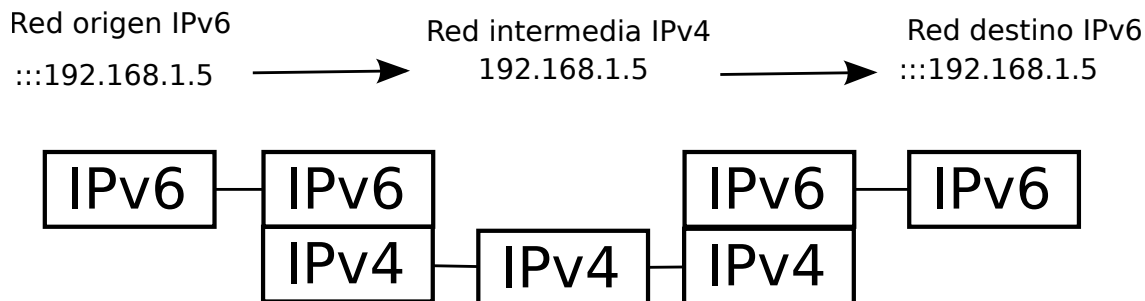 Red origen IPv6
:::192.168.1.5
Red intermedia IPv4
192.168.1.5
Red destino IPv6
:::192.168.1.5
IPv6
IPv6
IPv6
IPv6
IPv4
IPv4
IPv4